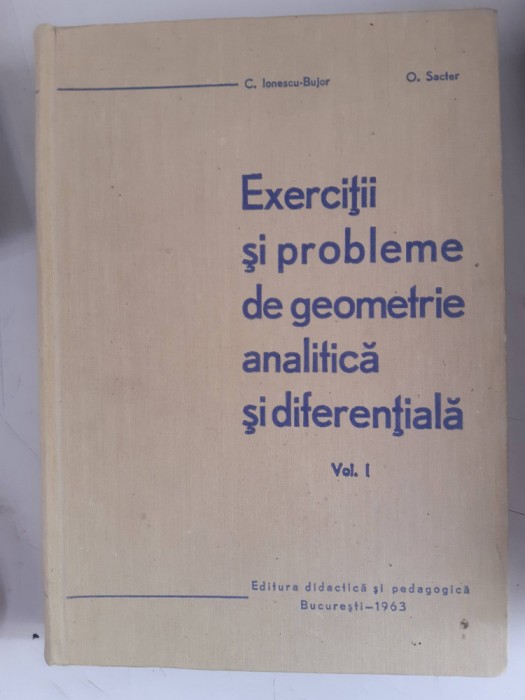 C. Ionescu-Bujor O. Sacter
Exerciţii
şi probleme
de geometrie
analitică
şi diferenţială
Vol. I
Editura didactică şi pedagogică
Bucureşti—1963